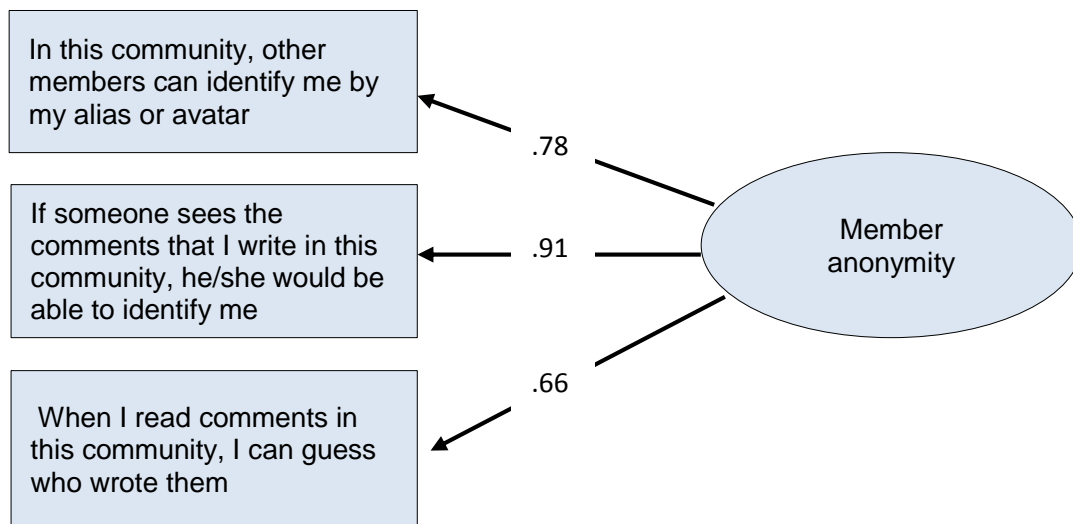 In this community, other
members can identify me by
my alias or avatar
.78
If someone sees the
comments that I write in this
community, he/she would be
able to identify me
.91
Member
anonymity
.66
When I read comments in
this community, I can guess
who wrote them